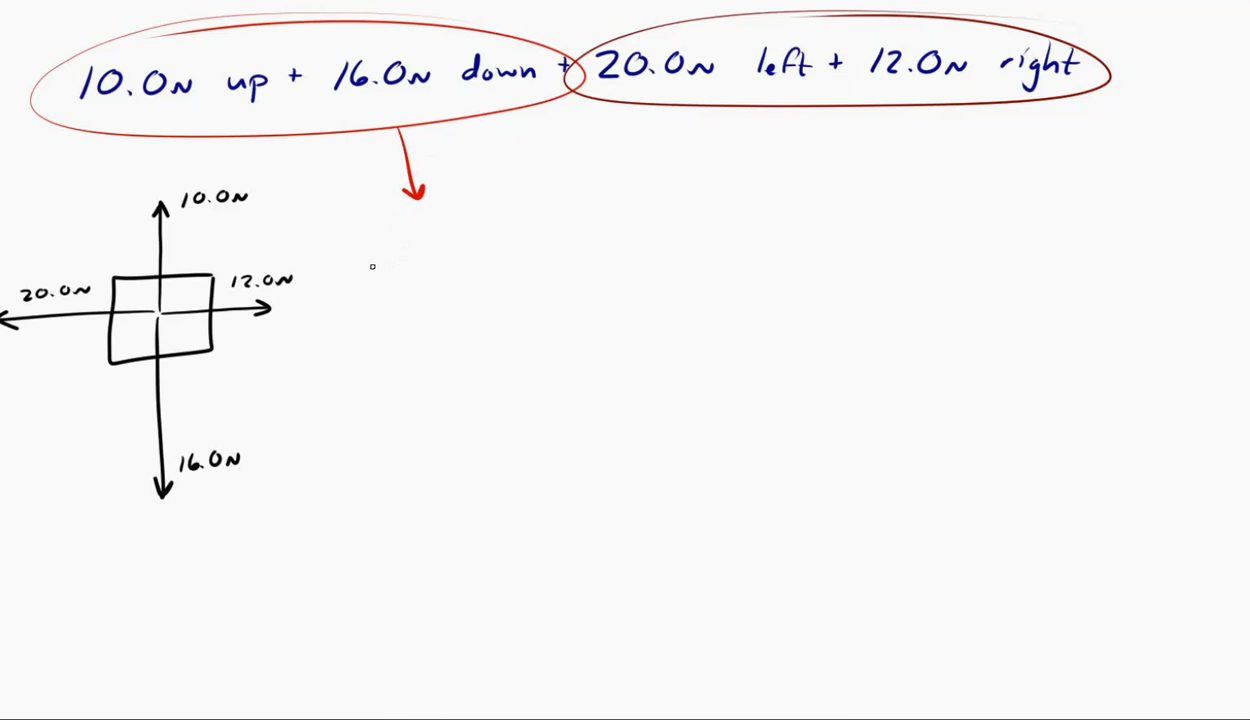 10.0N up + 16.0N down + 20.0N left + 12.0N right
10.0N
20.0N
12.0N
16.0N